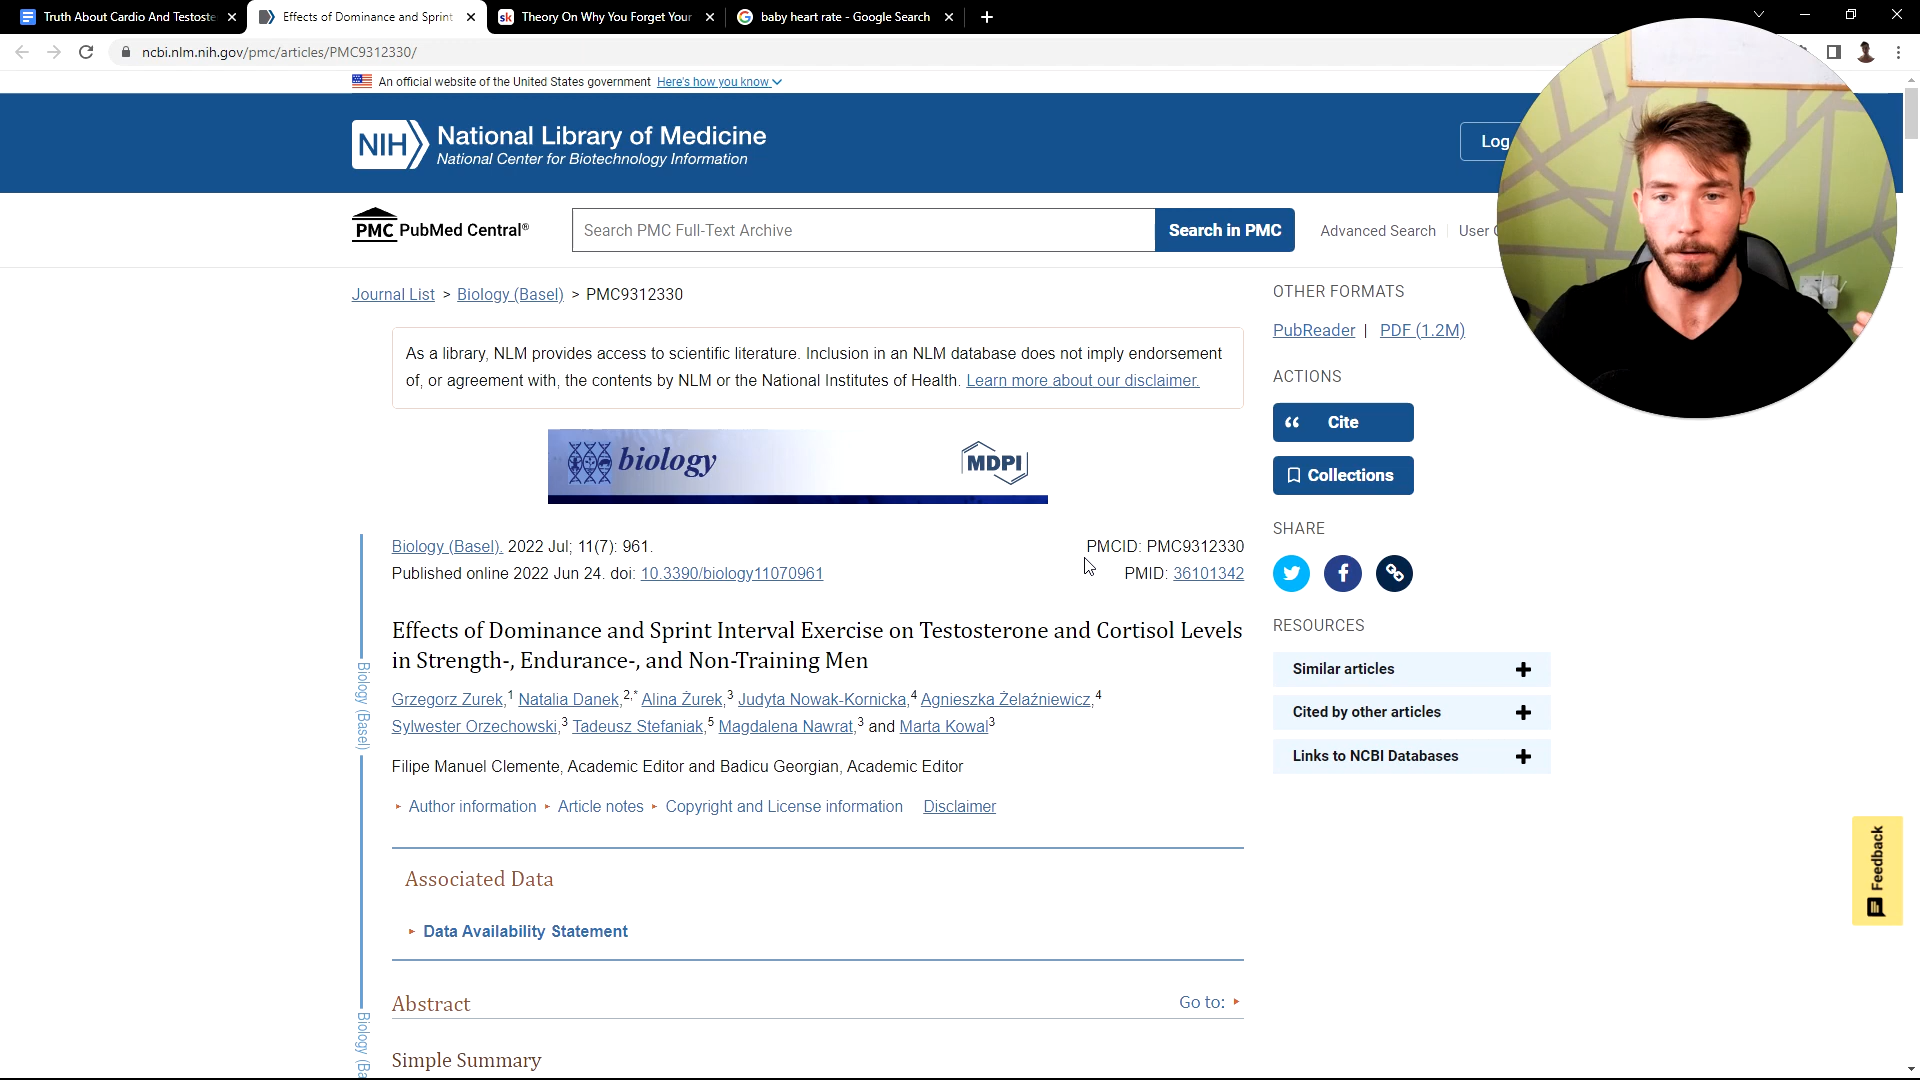 Truth About Cardio And Testoste
Effects of Dominance and Sprint
sk Theory On Why You Forget Your
baby heart rate - Google Search
ncbi.nlm.nih.gov/pmc/articles/PMC9312330/
An official website of the United States government Here's how you know
NIH National Library of Medicine
National Center for Biotechnology Information
Log
PMC PubMed Central®
Search PMC Full-Text Archive
Search in PMC
Advanced Search
User
Journal List > Biology (Basel) > PMC9312330
As a library, NLM provides access to scientific literature. Inclusion in an NLM database does not imply endorsement
of, or agreement with, the contents by NLM or the National Institutes of Health. Learn more about our disclaimer.
biology
MDPI
Biology (Basel). 2022 Jul; 11(7): 961.
PMCID: PMC9312330
Published online 2022 Jun 24. doi: 10.3390/biology11070961
PMID: 36101342
Effects of Dominance and Sprint Interval Exercise on Testosterone and Cortisol Levels
in Strength-, Endurance-, and Non-Training Men
Grzegorz Zurek,1 Natalia Danek,2,* Alina Żurek,3 Judyta Nowak-Kornicka,4 Agnieszka Żelaźniewicz,4
Sylwester Orzechowski,3 Tadeusz Stefaniak,5 Magdalena Nawrat,3 and Marta Kowal3
Filipe Manuel Clemente, Academic Editor and Badicu Georgian, Academic Editor
Author information Article notes Copyright and License information Disclaimer
Associated Data
Data Availability Statement
Abstract
Go to:
Simple Summary
Biology (Basel)
Biology (Ba
OTHER FORMATS
PubReader | PDF (1.2M)
ACTIONS
Cite
Collections
SHARE
RESOURCES
Similar articles
Cited by other articles
Links to NCBI Databases
Feedback